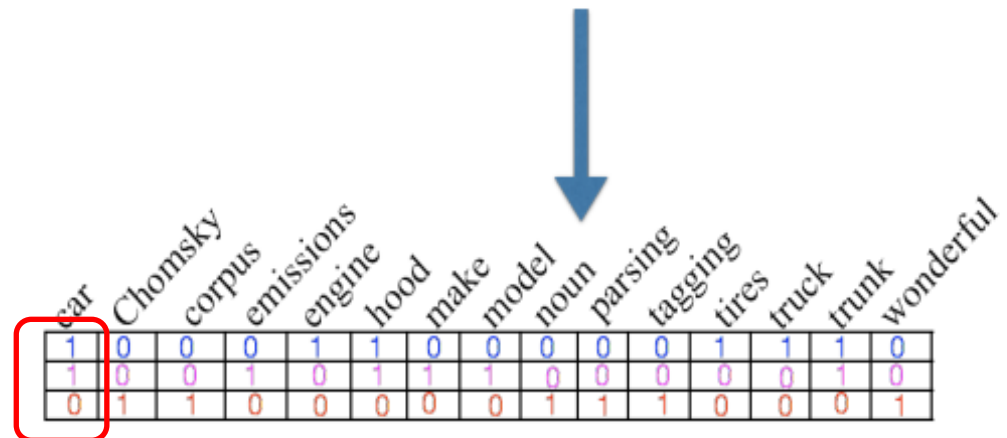 car Chomsky corpus emissions engine hood make model noun parsing tagging tires truck trunk wonderful
1 0 0 0 1 1 0 0 0 0 0 1 1 1 0
1 0 0 1 0 1 1 1 0 0 0 0 0 1 0
0 1 1 0 0 0 0 0 1 1 1 0 0 0 1